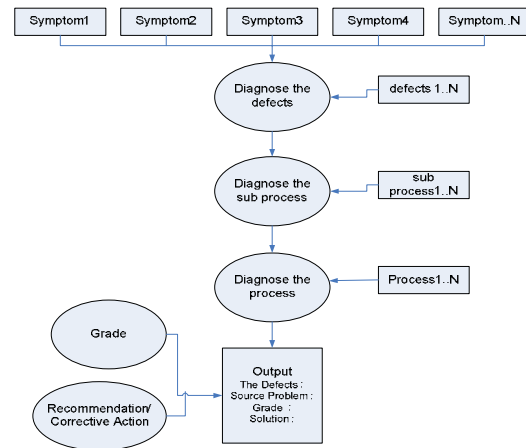 Symptom1
Symptom2
Symptom3
Symptom4
Symptom..N
Diagnose the
defects
defects 1..N
Diagnose the
sub process
sub
process1..N
Diagnose the
process
Process1..N
Grade
Recommendation/
Corrective Action
Output
The Defects :
Source Problem :
Grade :
Solution :